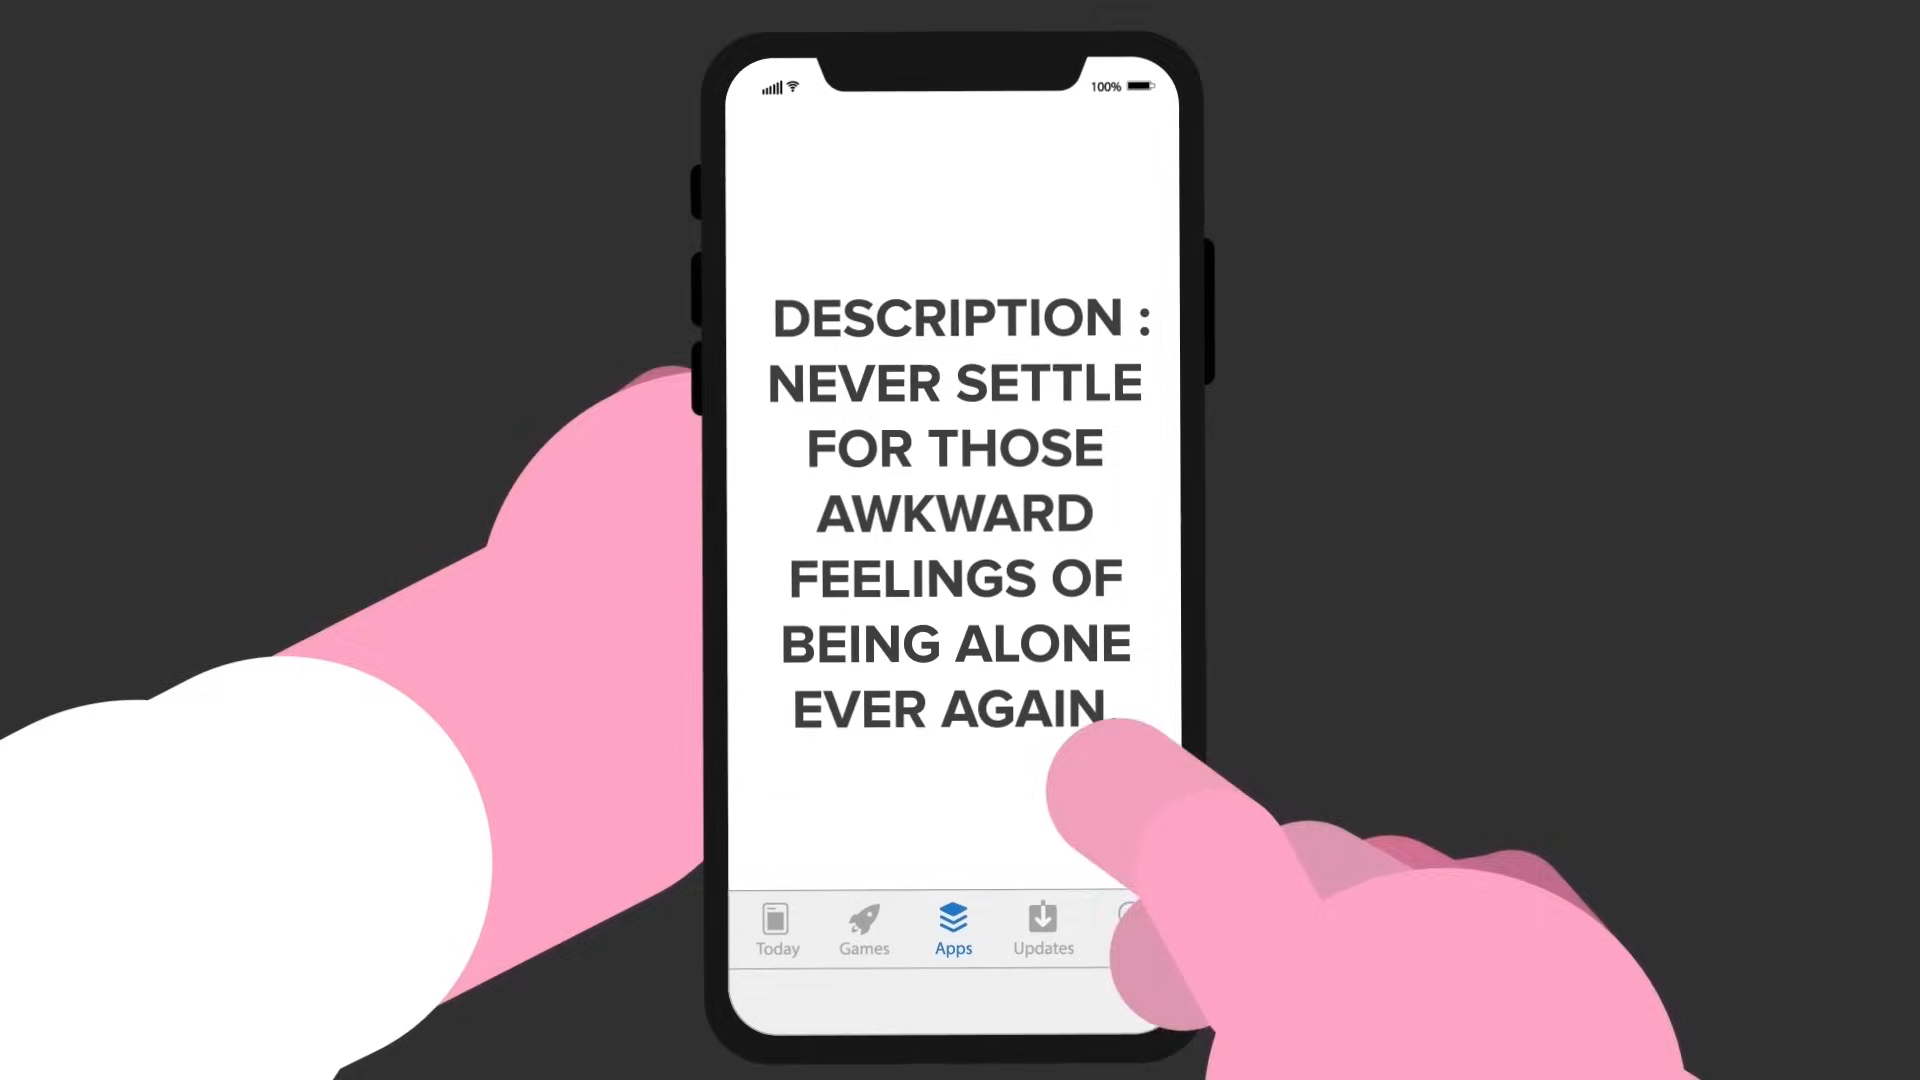 100%
DESCRIPTION :
NEVER SETTLE
FOR THOSE
AWKWARD
FEELINGS OF
BEING ALONE
EVER AGAIN
Today Games Apps Updates